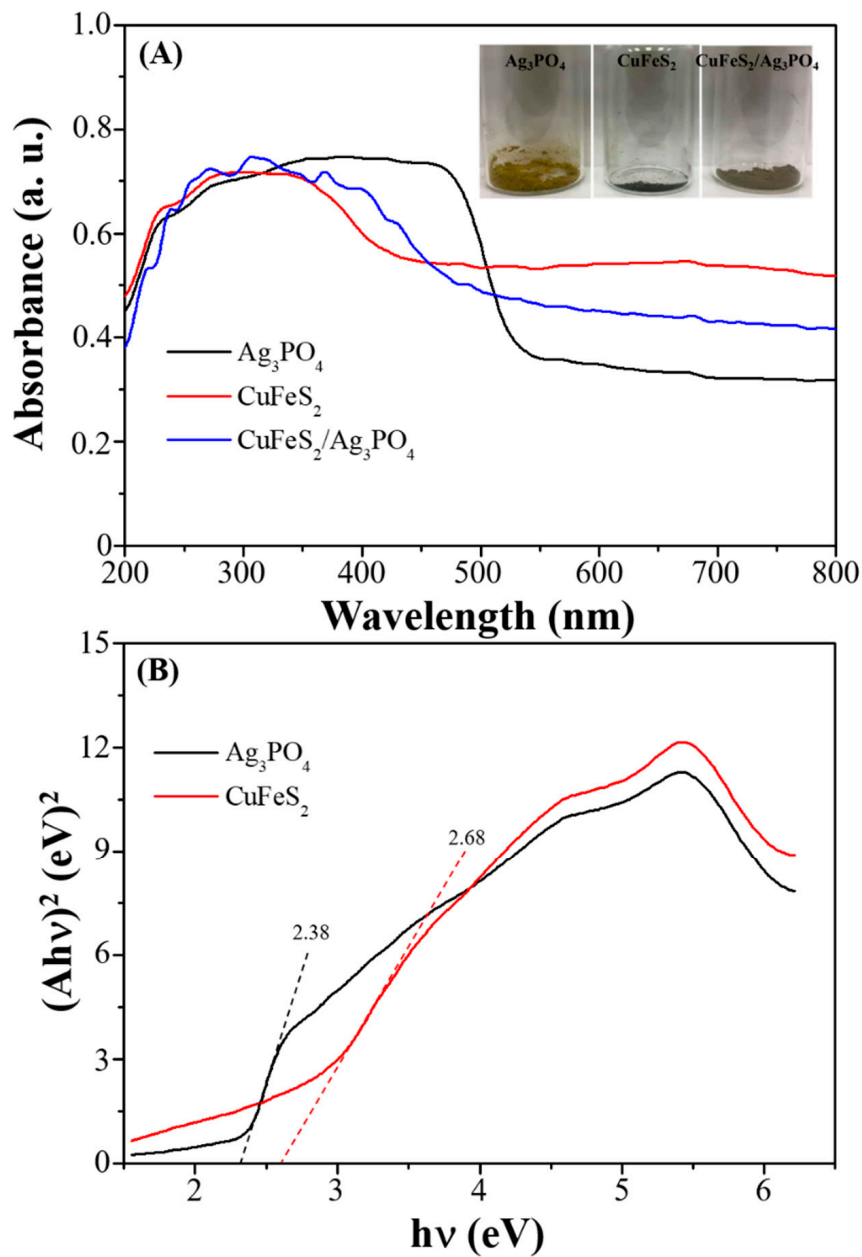 (A)
Ag₃PO₄ CuFeS₂ CuFeS₂/Ag₃PO₄
Absorbance (a. u.)
1.0
0.8
0.6
0.4
0.2
0
Ag₃PO₄
CuFeS₂
CuFeS₂/Ag₃PO₄
200 300 400 500 600 700 800
Wavelength (nm)
(B)
(Ahν)² (eV)²
15
12
9
6
3
0
Ag₃PO₄
CuFeS₂
2.68
2.38
2 3 4 5 6
hν (eV)